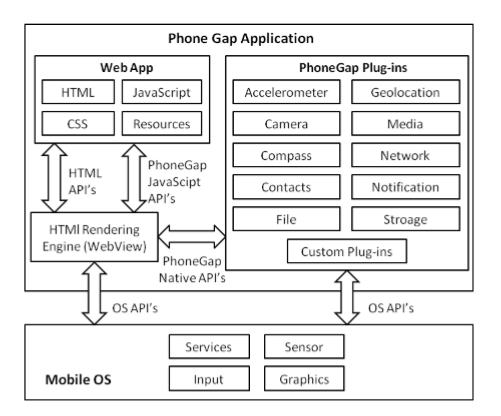 Phone Gap Application
Web App
HTML
JavaScript
CSS
Resources
PhoneGap Plug-ins
Accelerometer
Geolocation
Camera
Media
Compass
Network
Contacts
Notification
File
Stroage
Custom Plug-ins
HTML
API's
PhoneGap
JavaScipt
API's
HTMl Rendering
Engine (WebView)
PhoneGap
Native API's
OS API's
OS API's
Mobile OS
Services
Sensor
Input
Graphics